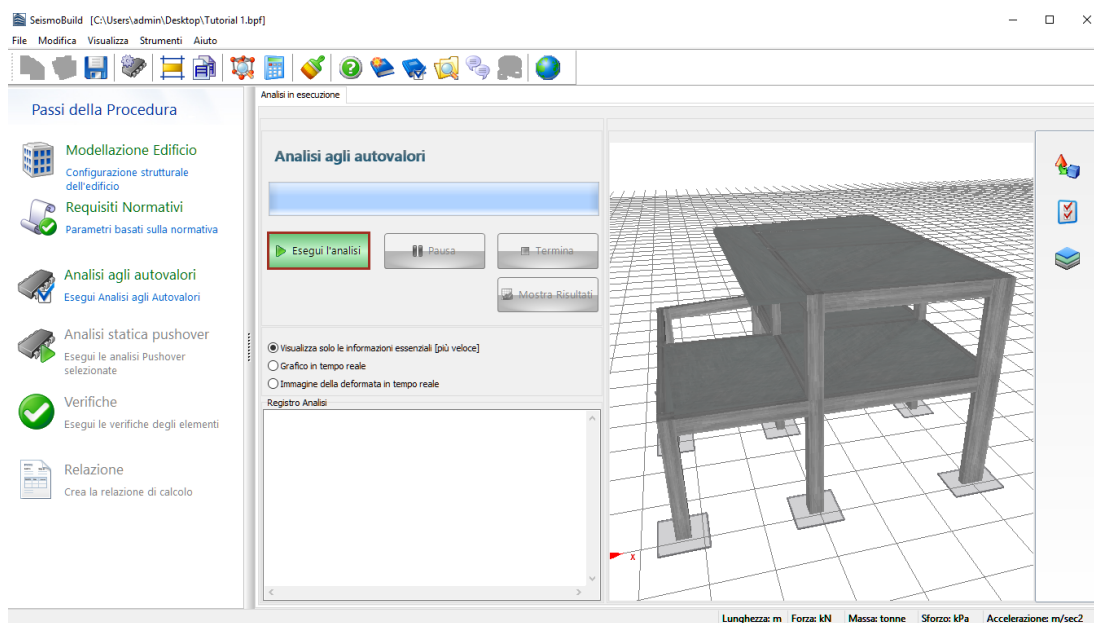 SeismoBuild [C:\Users\admin\Desktop\Tutorial 1.bpf]
File Modifica Visualizza Strumenti Aiuto
Passi della Procedura
Modellazione Edificio
Configurazione strutturale
dell'edificio
Requisiti Normativi
Parametri basati sulla normativa
Analisi agli autovalori
Esegui Analisi agli Autovalori
Analisi statica pushover
Esegui le analisi Pushover
selezionate
Verifiche
Esegui le verifiche degli elementi
Relazione
Crea la relazione di calcolo
Analisi in esecuzione
Analisi agli autovalori
Esegui l'analisi
Pausa
Termina
Mostra Risultati
Visualizza solo le informazioni essenziali [più veloce]
Grafico in tempo reale
Immagine della deformata in tempo reale
Registro Analisi
x
Lunghezza: m Forza: kN Massa: tonne Sforzo: kPa Accelerazione: m/sec2